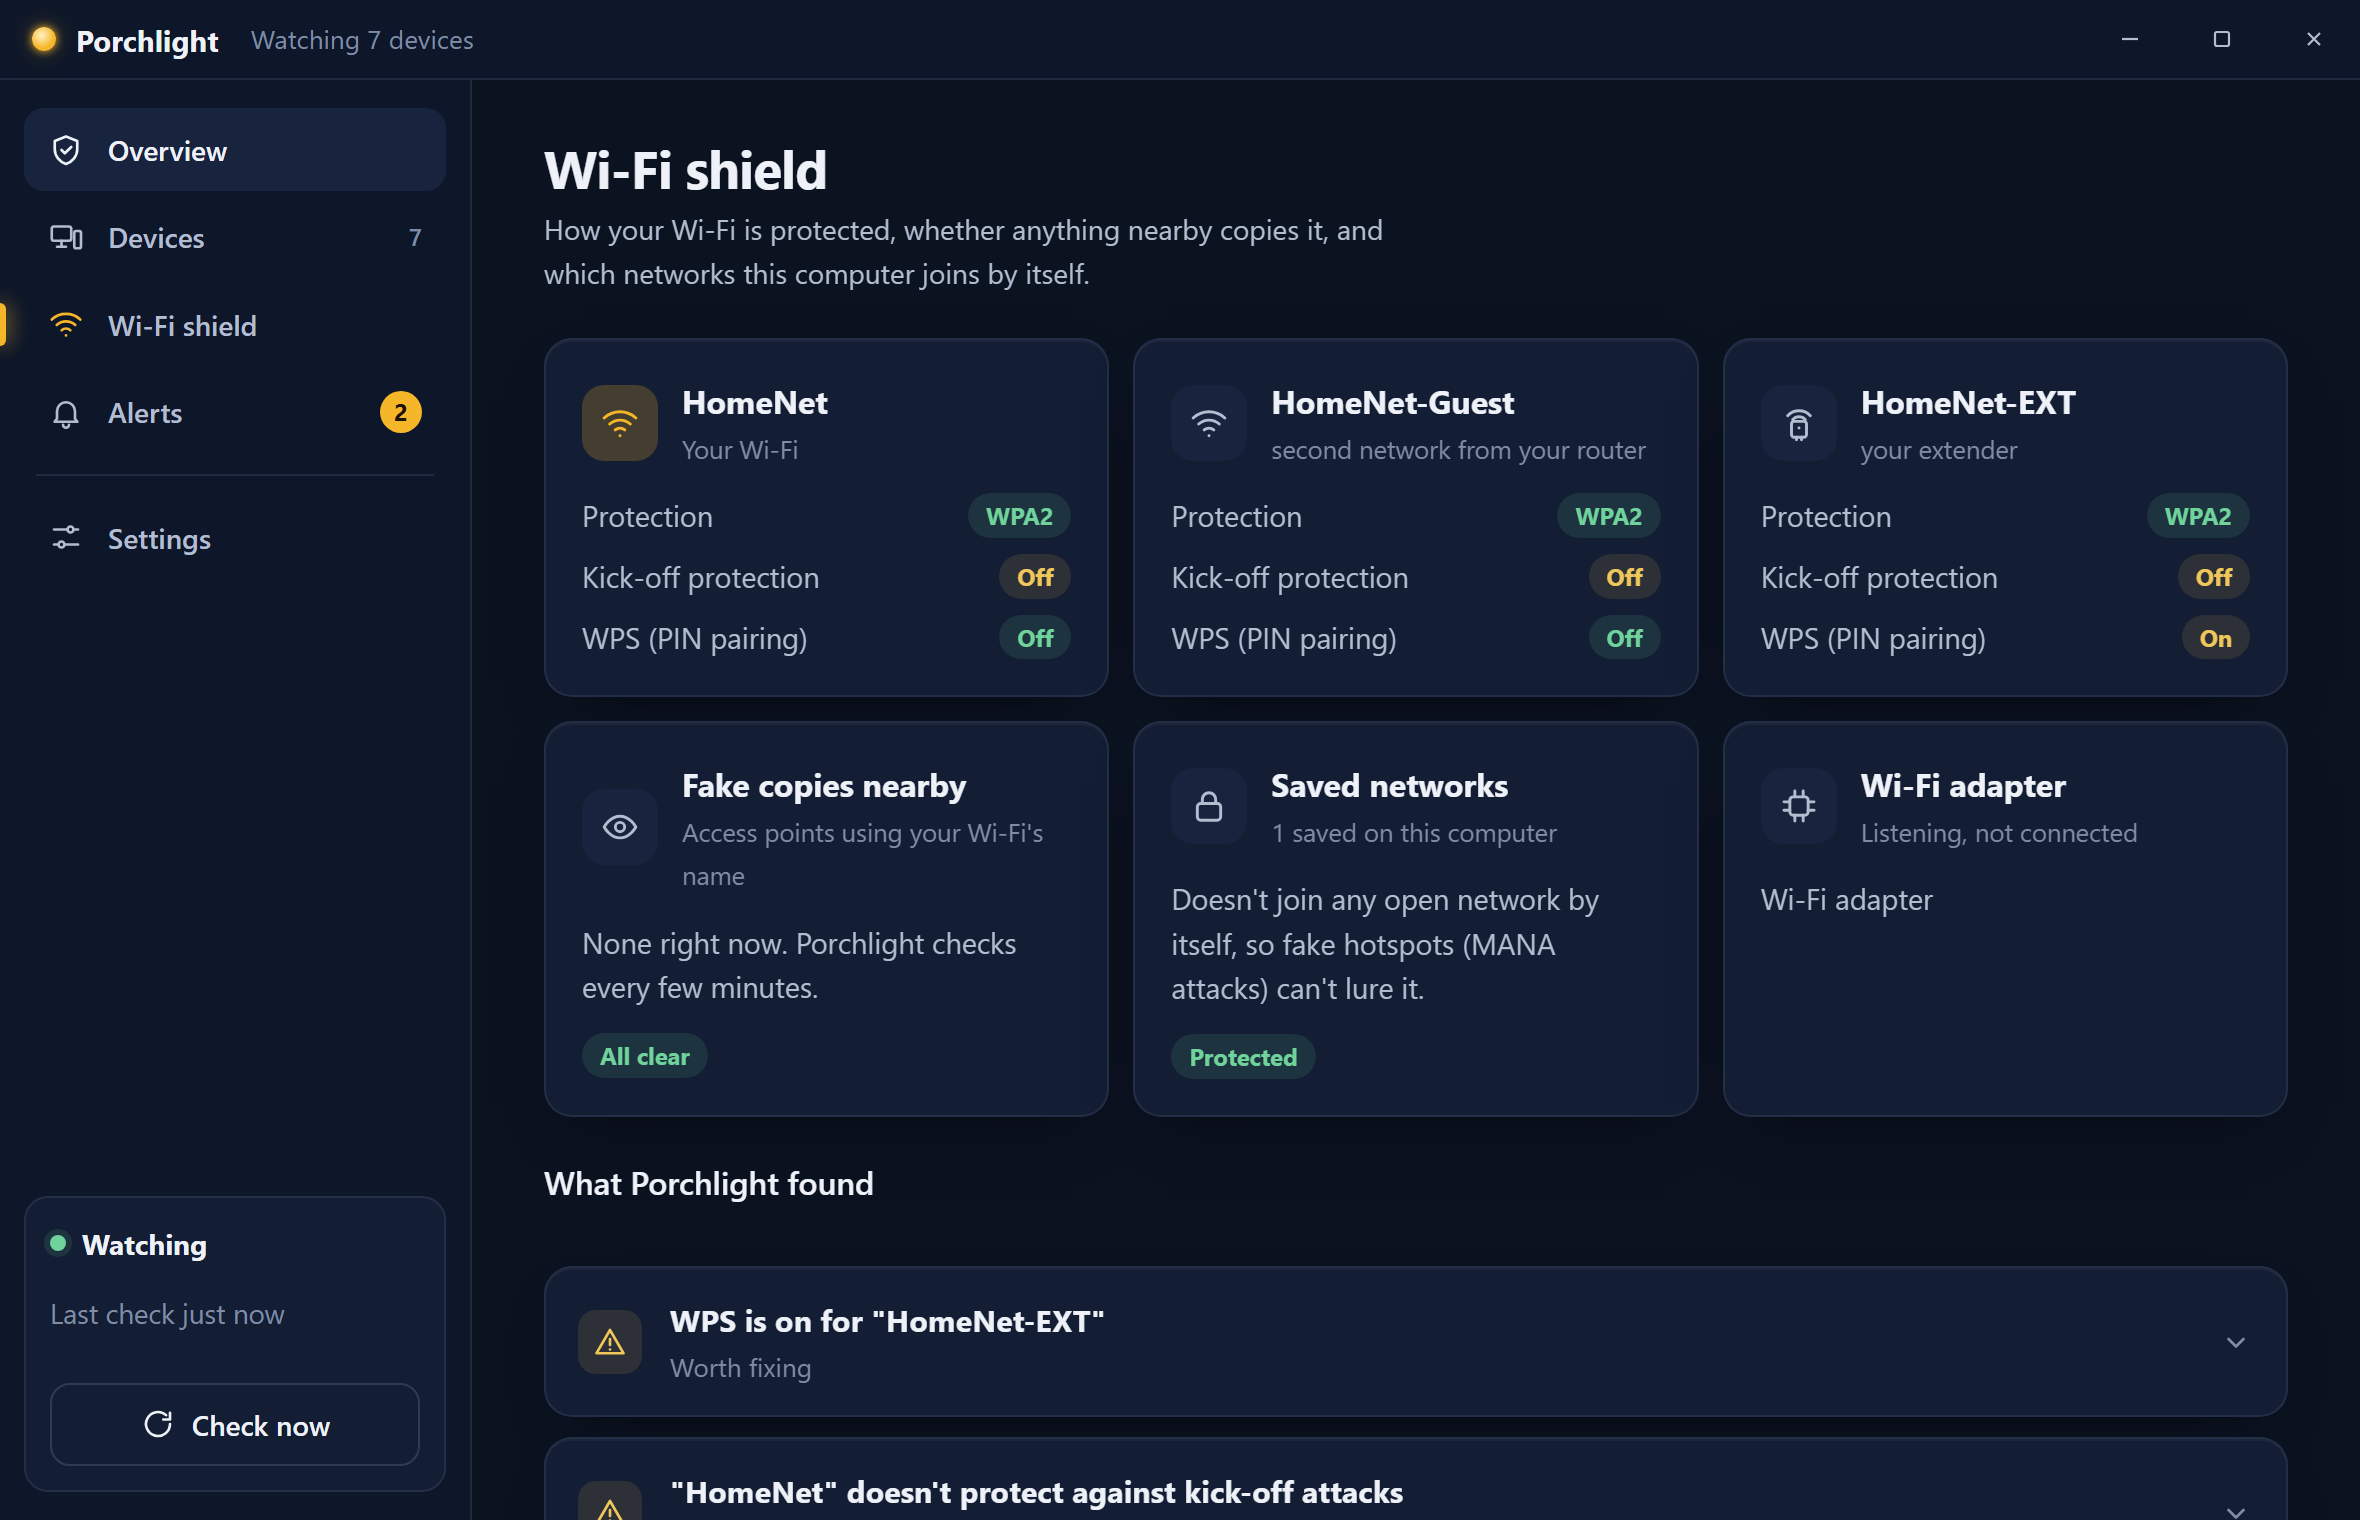 Porchlight
Watching 7 devices
Overview
Devices
7
Wi-Fi shield
Alerts
2
Settings
Watching
Last check just now
Check now
Wi-Fi shield
How your Wi-Fi is protected, whether anything nearby copies it, and
which networks this computer joins by itself.
HomeNet
Your Wi-Fi
Protection
WPA2
Kick-off protection
Off
WPS (PIN pairing)
Off
HomeNet-Guest
second network from your router
Protection
WPA2
Kick-off protection
Off
WPS (PIN pairing)
Off
HomeNet-EXT
your extender
Protection
WPA2
Kick-off protection
Off
WPS (PIN pairing)
On
Fake copies nearby
Access points using your Wi-Fi's
name
None right now. Porchlight checks
every few minutes.
All clear
Saved networks
1 saved on this computer
Doesn't join any open network by
itself, so fake hotspots (MANA
attacks) can't lure it.
Protected
Wi-Fi adapter
Listening, not connected
Wi-Fi adapter
What Porchlight found
WPS is on for "HomeNet-EXT"
Worth fixing
"HomeNet" doesn't protect against kick-off attacks